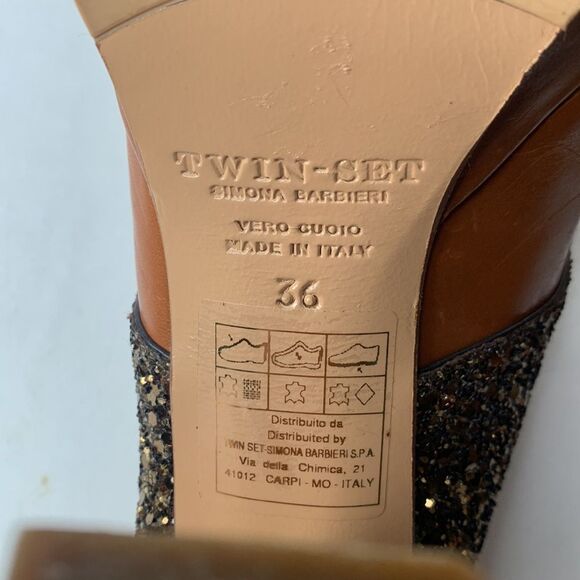 TWIN-SET
SIMONA BARBIERI
VERO CUOIO
MADE IN ITALY
36
Distribuito da
Distribuited by
TWIN SET-SIMONA BARBIERI S.P.A.
Via della Chimica, 21
41012 CARPI - MO - ITALY